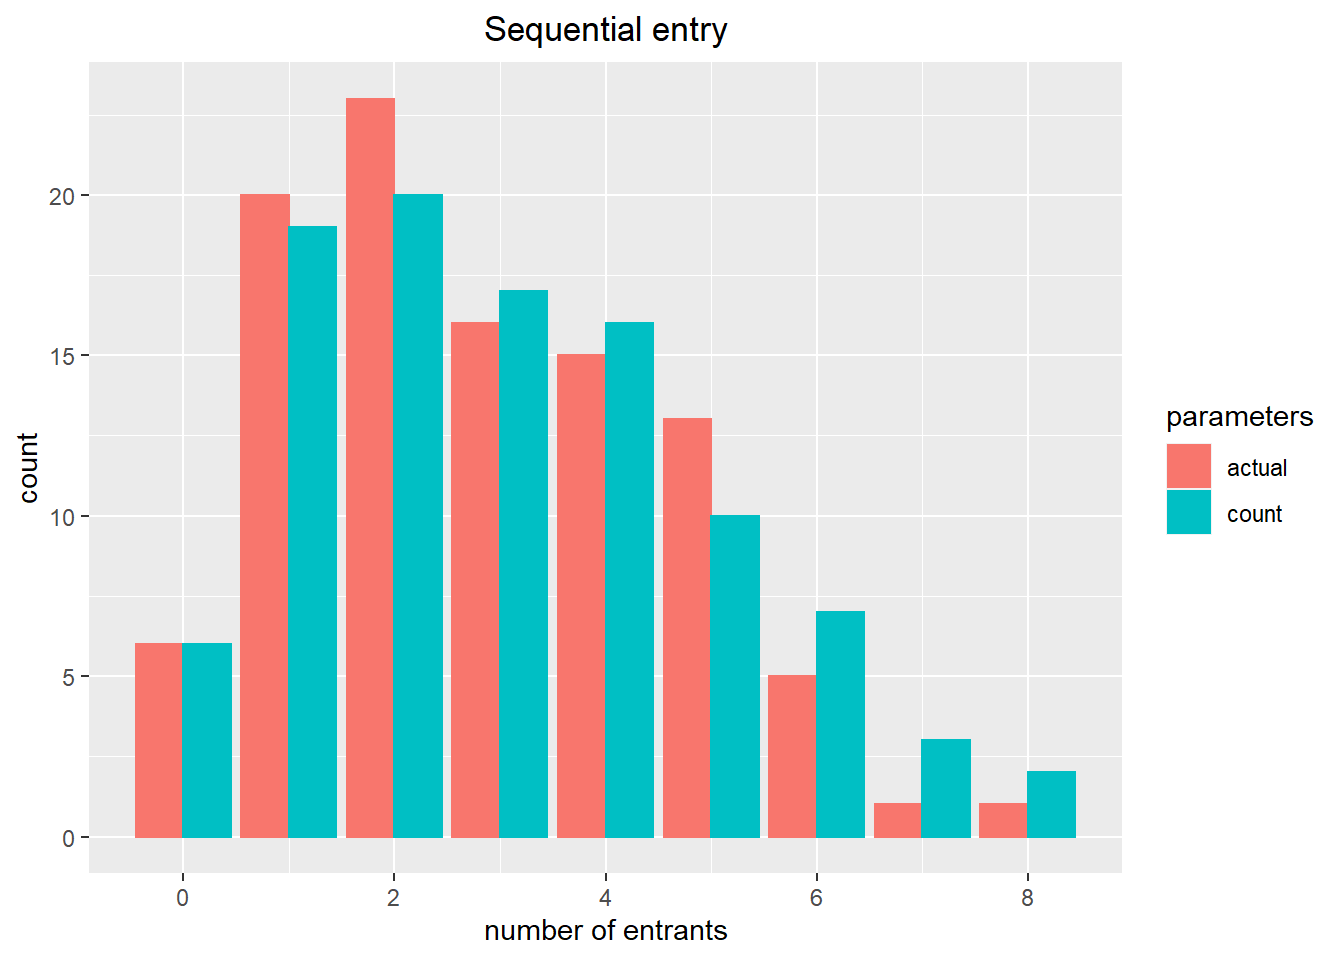 Sequential entry
count
20
15
10
5
0
0 2 4 6 8
number of entrants
parameters
actual
count